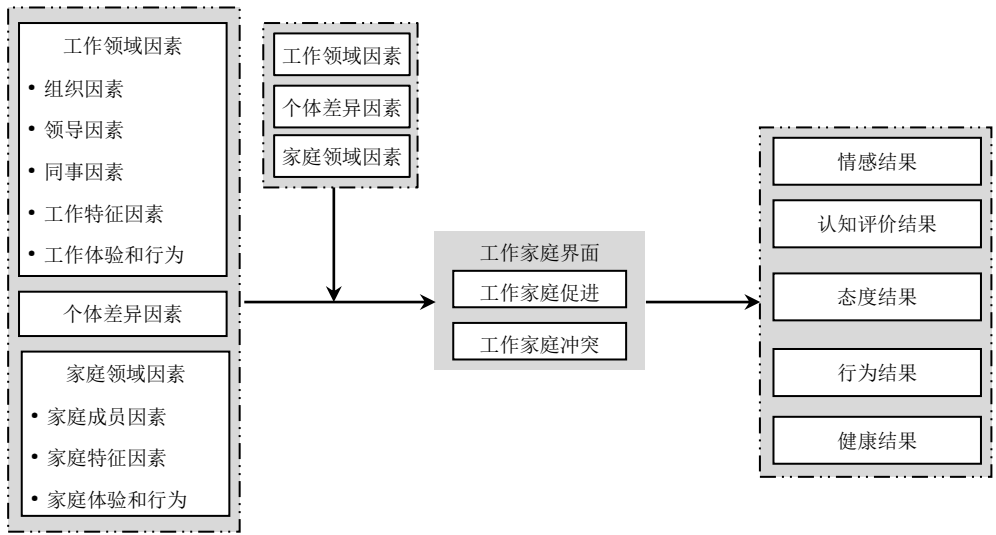 工作领域因素
• 组织因素
• 领导因素
• 同事因素
• 工作特征因素
• 工作体验和行为
个体差异因素
家庭领域因素
• 家庭成员因素
• 家庭特征因素
• 家庭体验和行为
工作领域因素
个体差异因素
家庭领域因素
工作家庭界面
工作家庭促进
工作家庭冲突
情感结果
认知评价结果
态度结果
行为结果
健康结果